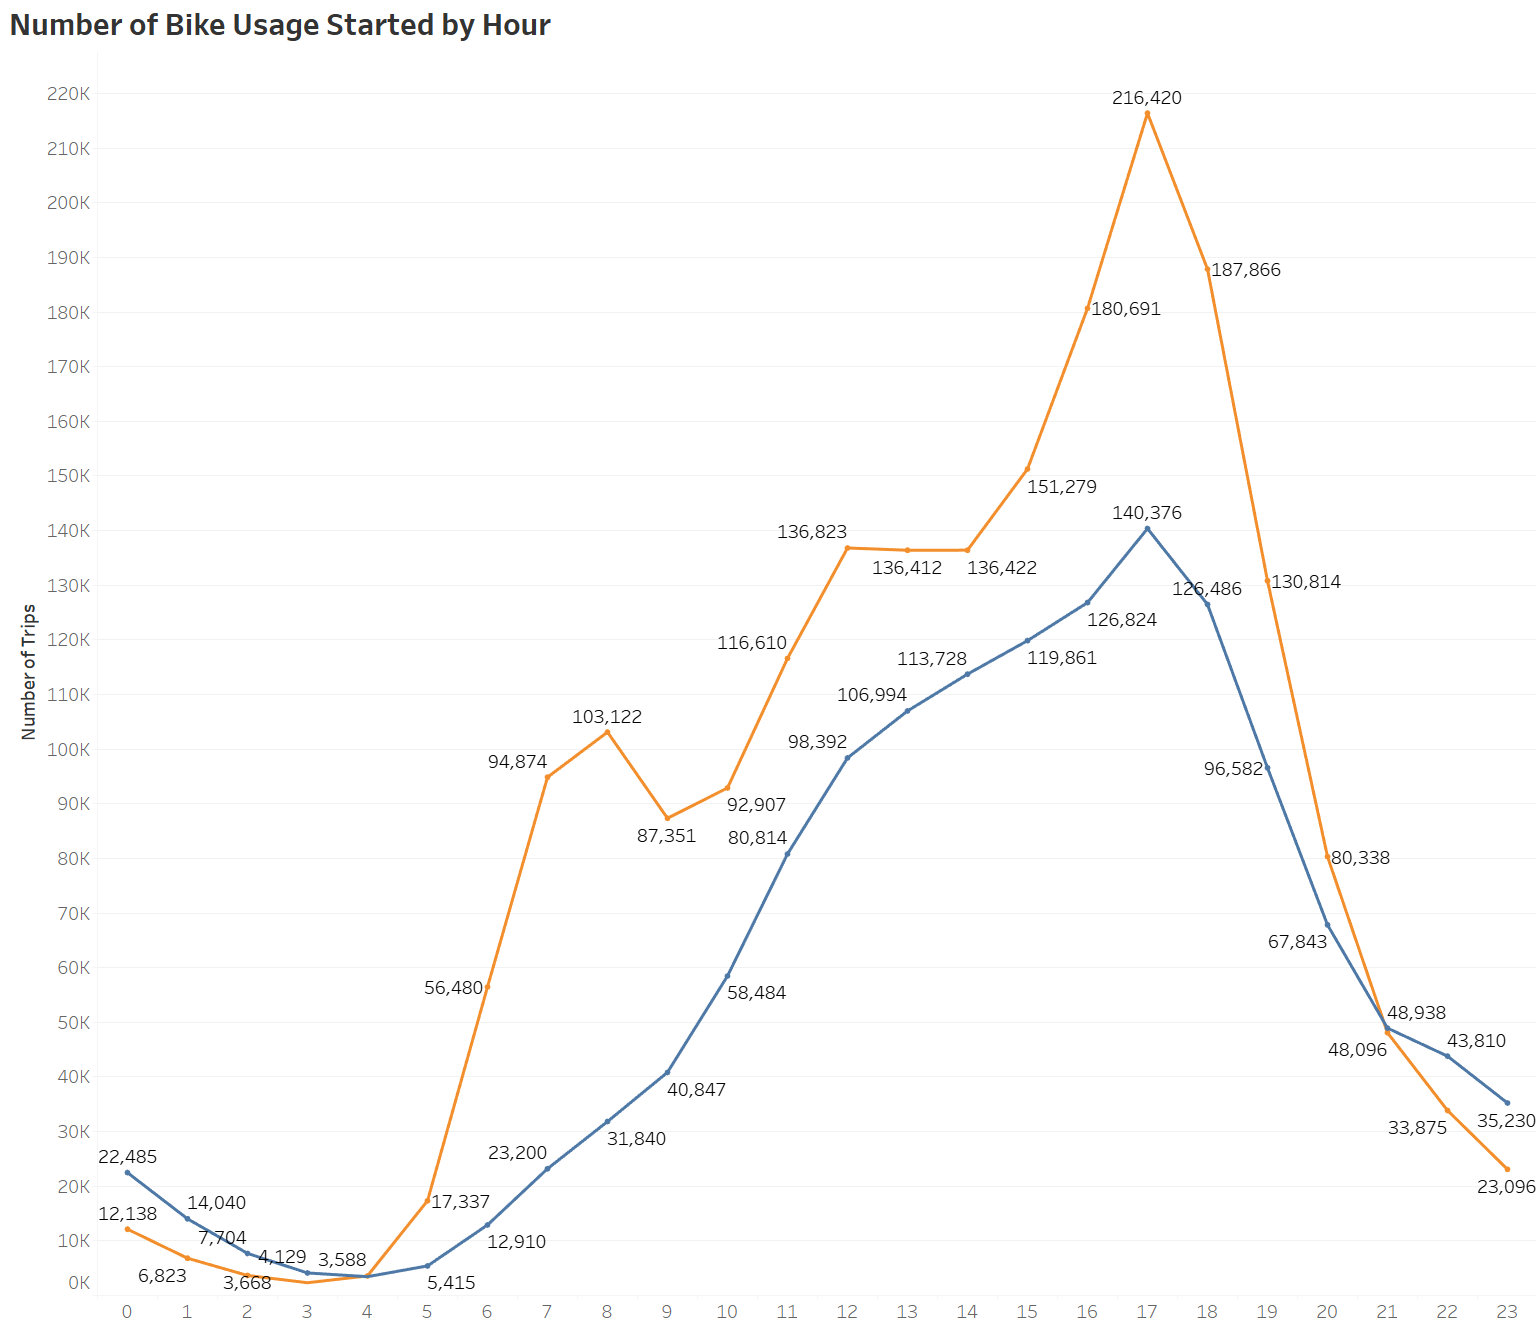 Number of Bike Usage Started by Hour
220K
210K
200K
190K
180K
170K
160K
150K
140K
130K
120K
110K
100K
90K
80K
70K
60K
50K
40K
30K
20K
10K
0K
Number of Trips
216,420
187,866
180,691
151,279
140,376
136,823
136,412
136,422
130,814
126,486
126,824
116,610
119,861
113,728
106,994
103,122
98,392
94,874
96,582
92,907
87,351
80,814
80,338
67,843
56,480
58,484
48,938
48,096
43,810
40,847
33,875
35,230
31,840
23,200
22,485
23,096
17,337
14,040
12,138
12,910
7,704
4,129
3,588
6,823
3,668
5,415
0 1 2 3 4 5 6 7 8 9 10 11 12 13 14 15 16 17 18 19 20 21 22 23